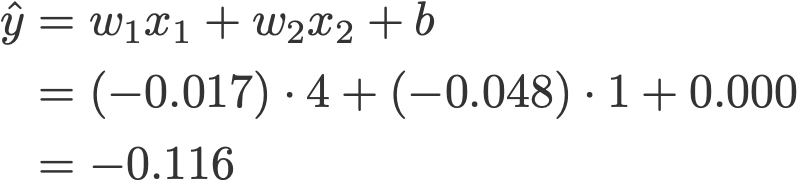 ŷ = w₁x₁ + w₂x₂ + b
= (−0.017) · 4 + (−0.048) · 1 + 0.000
= −0.116